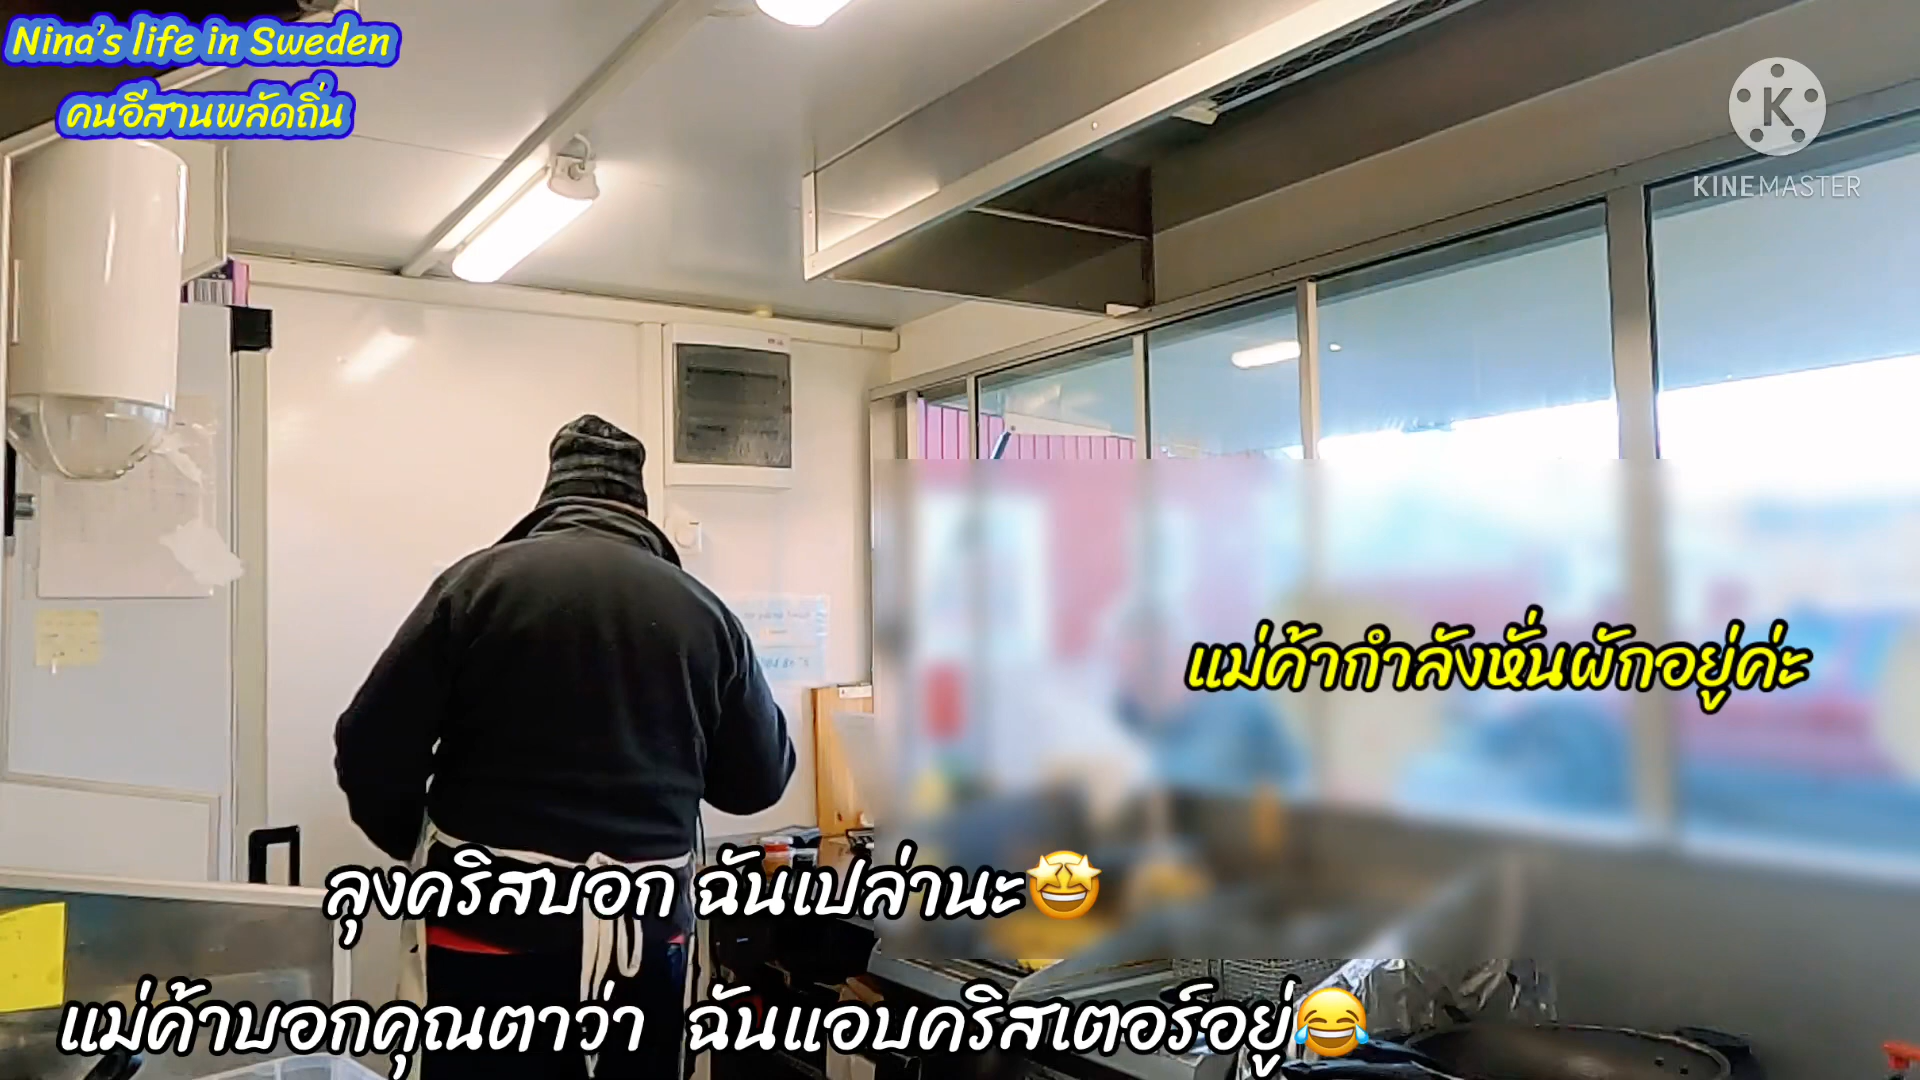 Nina's life in Sweden
คนอีสานพลัดถิ่น
K
KINEMASTER
แม่ค้ากำลังหั่นผักอยู่ค่ะ
ลุงคริสบอก ฉันเปล่านะ🤩
แม่ค้าบอกคุณตาว่า ฉันแอบคริสเตอร์อยู่😂